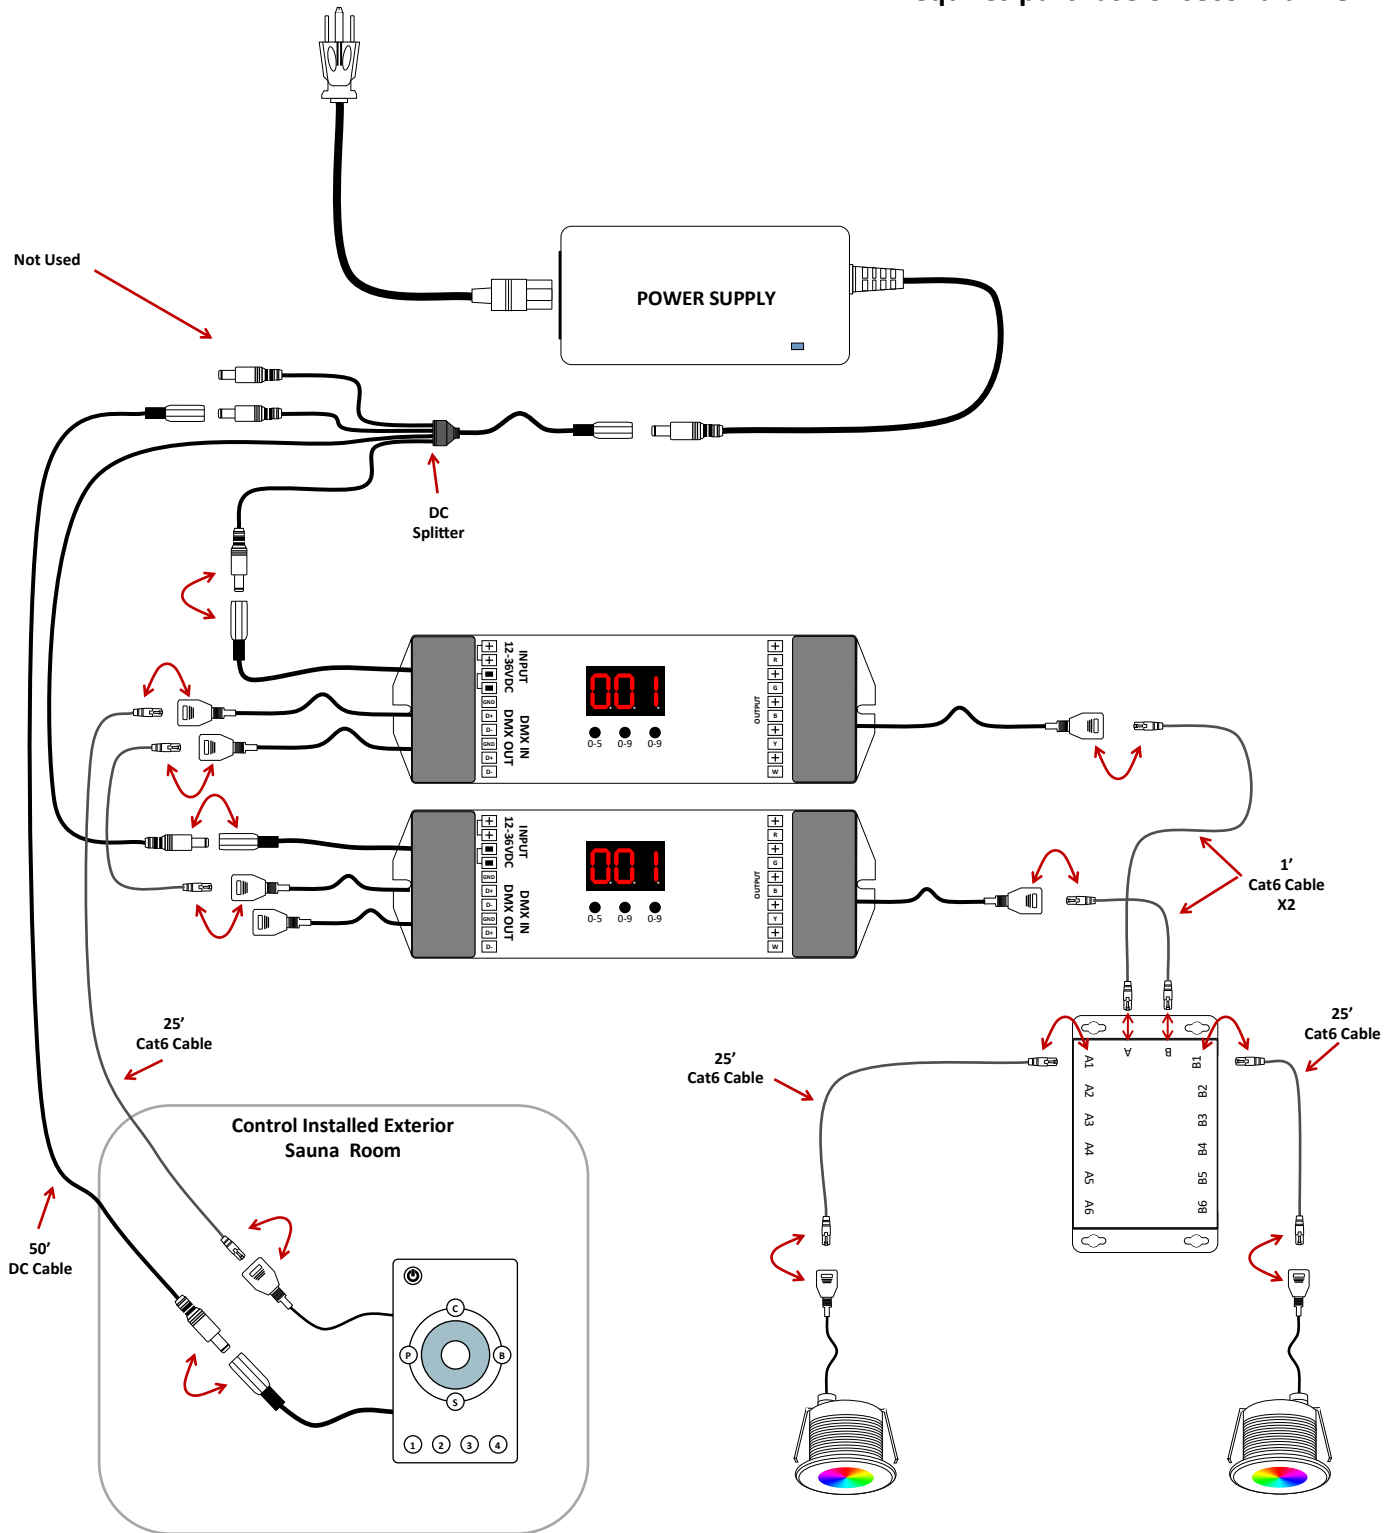 Not Used
POWER SUPPLY
DC
Splitter
INPUT
12-36VDC
GND
D+
D-
GND
D+
D-
DMX IN
DMX OUT
001
0-5 0-9 0-9
OUTPUT
R
G
B
Y
W
INPUT
12-36VDC
GND
D+
D-
GND
D+
D-
DMX IN
DMX OUT
001
0-5 0-9 0-9
OUTPUT
R
G
B
Y
W
1'
Cat6 Cable
X2
25'
Cat6 Cable
25'
Cat6 Cable
25'
Cat6 Cable
A B
A1 B1
A2 B2
A3 B3
A4 B4
A5 B5
A6 B6
Control Installed Exterior
Sauna Room
50'
DC Cable
C
P B
S
1 2 3 4